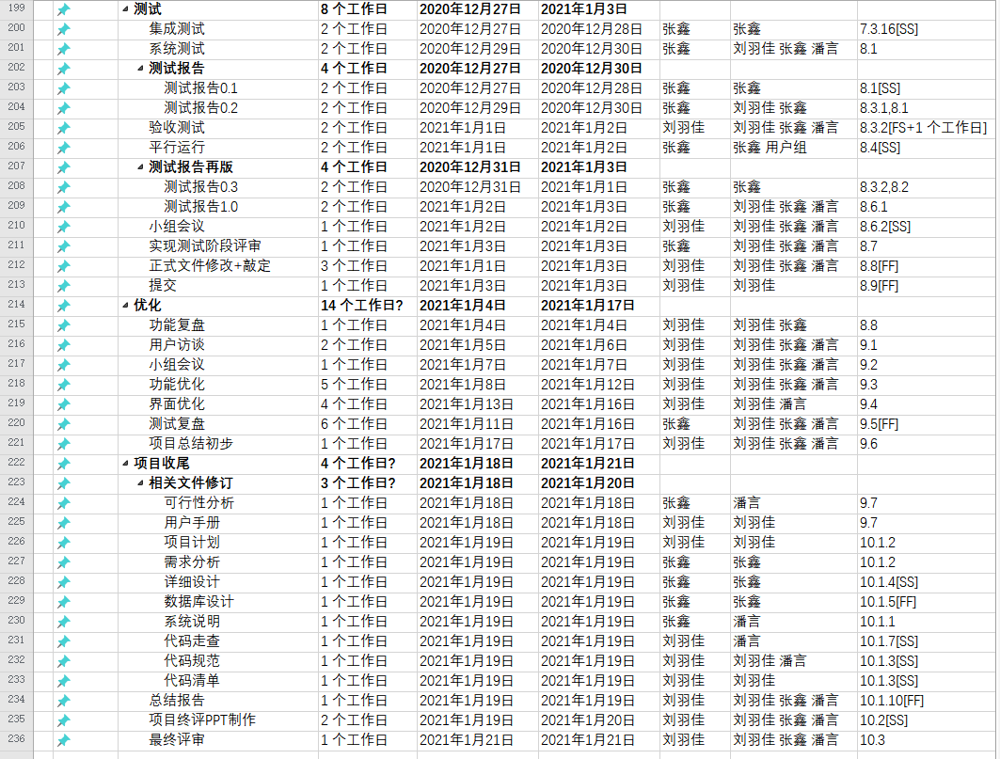 199 测试 8 个工作日 2020年12月27日 2021年1月3日
200 集成测试 2 个工作日 2020年12月27日 2020年12月28日 张鑫 张鑫 7.3.16[SS]
201 系统测试 2 个工作日 2020年12月29日 2020年12月30日 张鑫 刘羽佳 张鑫 潘言 8.1
202 测试报告 4 个工作日 2020年12月27日 2020年12月30日
203 测试报告0.1 2 个工作日 2020年12月27日 2020年12月28日 张鑫 张鑫 8.1[SS]
204 测试报告0.2 2 个工作日 2020年12月29日 2020年12月30日 张鑫 刘羽佳 张鑫 8.3.1,8.1
205 验收测试 2 个工作日 2021年1月1日 2021年1月2日 刘羽佳 刘羽佳 张鑫 潘言 8.3.2[FS+1 个工作日]
206 平行运行 2 个工作日 2021年1月1日 2021年1月2日 张鑫 张鑫 用户组 8.4[SS]
207 测试报告再版 4 个工作日 2020年12月31日 2021年1月3日
208 测试报告0.3 2 个工作日 2020年12月31日 2021年1月1日 张鑫 张鑫 8.3.2,8.2
209 测试报告1.0 2 个工作日 2021年1月2日 2021年1月3日 张鑫 刘羽佳 张鑫 潘言 8.6.1
210 小组会议 1 个工作日 2021年1月2日 2021年1月2日 刘羽佳 刘羽佳 张鑫 潘言 8.6.2[SS]
211 实现测试阶段评审 1 个工作日 2021年1月3日 2021年1月3日 张鑫 刘羽佳 张鑫 潘言 8.7
212 正式文件修改+敲定 3 个工作日 2021年1月1日 2021年1月3日 刘羽佳 刘羽佳 张鑫 潘言 8.8[FF]
213 提交 1 个工作日 2021年1月3日 2021年1月3日 刘羽佳 刘羽佳 8.9[FF]
214 优化 14 个工作日? 2021年1月4日 2021年1月17日
215 功能复盘 1 个工作日 2021年1月4日 2021年1月4日 刘羽佳 刘羽佳 张鑫 8.8
216 用户访谈 2 个工作日 2021年1月5日 2021年1月6日 刘羽佳 刘羽佳 张鑫 潘言 9.1
217 小组会议 1 个工作日 2021年1月7日 2021年1月7日 刘羽佳 刘羽佳 张鑫 潘言 9.2
218 功能优化 5 个工作日 2021年1月8日 2021年1月12日 刘羽佳 刘羽佳 张鑫 潘言 9.3
219 界面优化 4 个工作日 2021年1月13日 2021年1月16日 刘羽佳 刘羽佳 潘言 9.4
220 测试复盘 6 个工作日 2021年1月11日 2021年1月16日 张鑫 刘羽佳 张鑫 潘言 9.5[FF]
221 项目总结初步 1 个工作日 2021年1月17日 2021年1月17日 刘羽佳 刘羽佳 张鑫 潘言 9.6
222 项目收尾 4 个工作日? 2021年1月18日 2021年1月21日
223 相关文件修订 3 个工作日? 2021年1月18日 2021年1月20日
224 可行性分析 1 个工作日 2021年1月18日 2021年1月18日 张鑫 潘言 9.7
225 用户手册 1 个工作日 2021年1月18日 2021年1月18日 刘羽佳 刘羽佳 9.7
226 项目计划 1 个工作日 2021年1月19日 2021年1月19日 刘羽佳 刘羽佳 10.1.2
227 需求分析 1 个工作日 2021年1月19日 2021年1月19日 张鑫 张鑫 10.1.2
228 详细设计 1 个工作日 2021年1月19日 2021年1月19日 张鑫 张鑫 10.1.4[SS]
229 数据库设计 1 个工作日 2021年1月19日 2021年1月19日 张鑫 张鑫 10.1.5[FF]
230 系统说明 1 个工作日 2021年1月19日 2021年1月19日 张鑫 潘言 10.1.1
231 代码走查 1 个工作日 2021年1月19日 2021年1月19日 刘羽佳 潘言 10.1.7[SS]
232 代码规范 1 个工作日 2021年1月19日 2021年1月19日 刘羽佳 刘羽佳 潘言 10.1.3[SS]
233 代码清单 1 个工作日 2021年1月19日 2021年1月19日 刘羽佳 刘羽佳 10.1.3[SS]
234 总结报告 1 个工作日 2021年1月19日 2021年1月19日 刘羽佳 刘羽佳 张鑫 潘言 10.1.10[FF]
235 项目终评PPT制作 2 个工作日 2021年1月19日 2021年1月20日 刘羽佳 刘羽佳 张鑫 潘言 10.2[SS]
236 最终评审 1 个工作日 2021年1月21日 2021年1月21日 刘羽佳 刘羽佳 张鑫 潘言 10.3